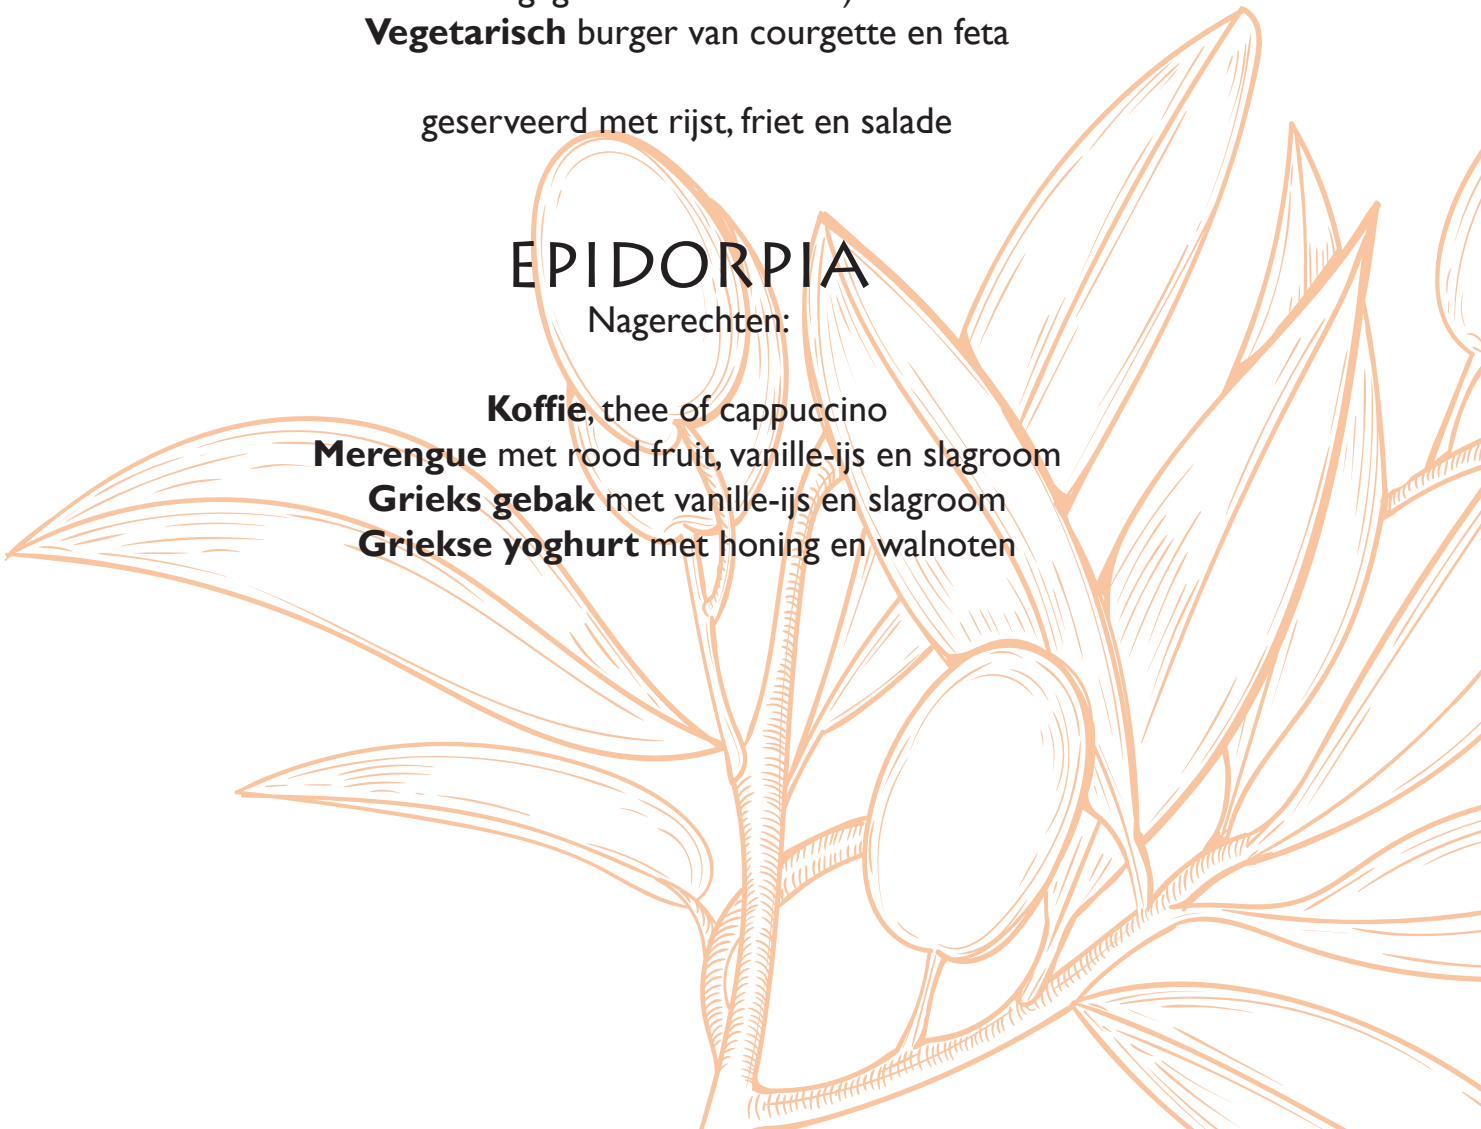 Vegetarisch burger van courgette en feta
geserveerd met rijst, friet en salade
EPIDORPIA
Nagerechten:
Koffie, thee of cappuccino
Merengue met rood fruit, vanille-ijs en slagroom
Grieks gebak met vanille-ijs en slagroom
Griekse yoghurt met honing en walnoten